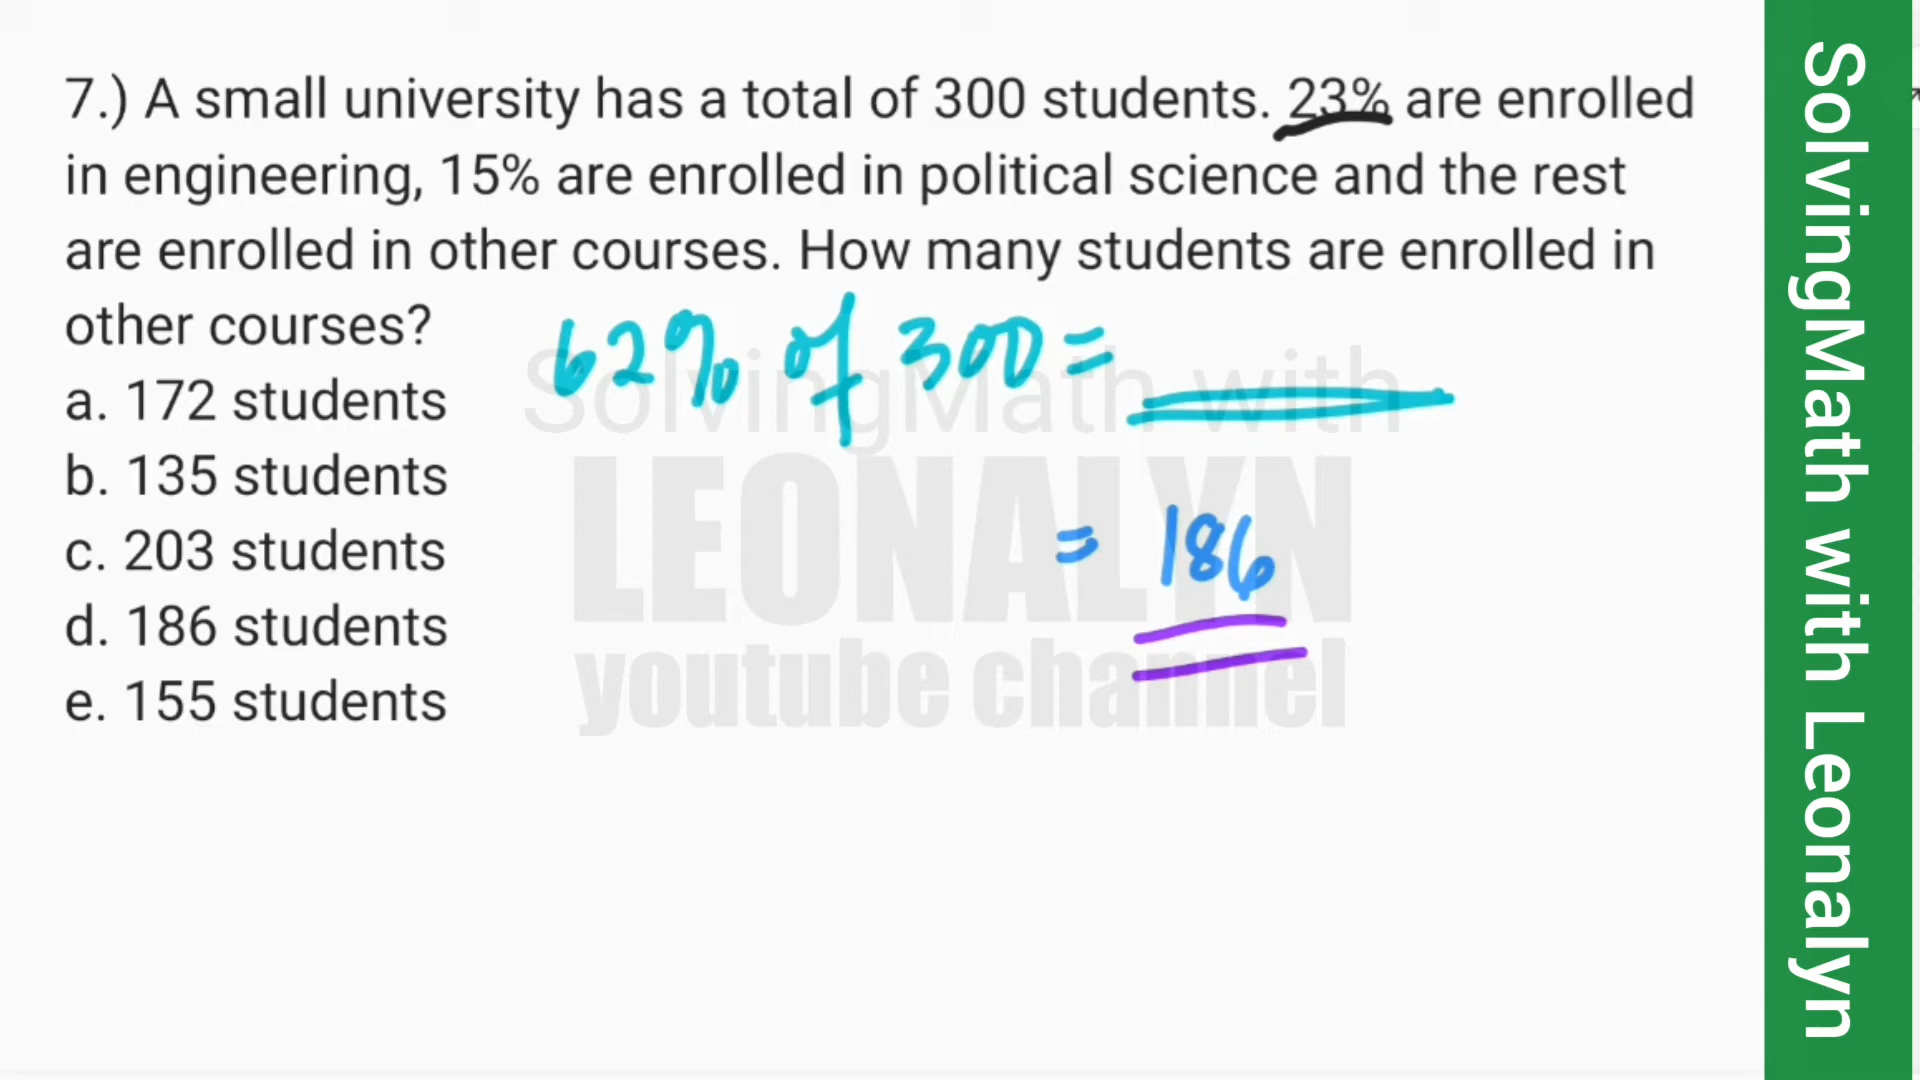 7.) A small university has a total of 300 students. 23% are enrolled
in engineering, 15% are enrolled in political science and the rest
are enrolled in other courses. How many students are enrolled in
other courses?
62% of 300 =
a. 172 students
b. 135 students
c. 203 students
d. 186 students
e. 155 students
= 186
SolvingMath with
LEONALYN
youtube channel
SolvingMath with Leonalyn